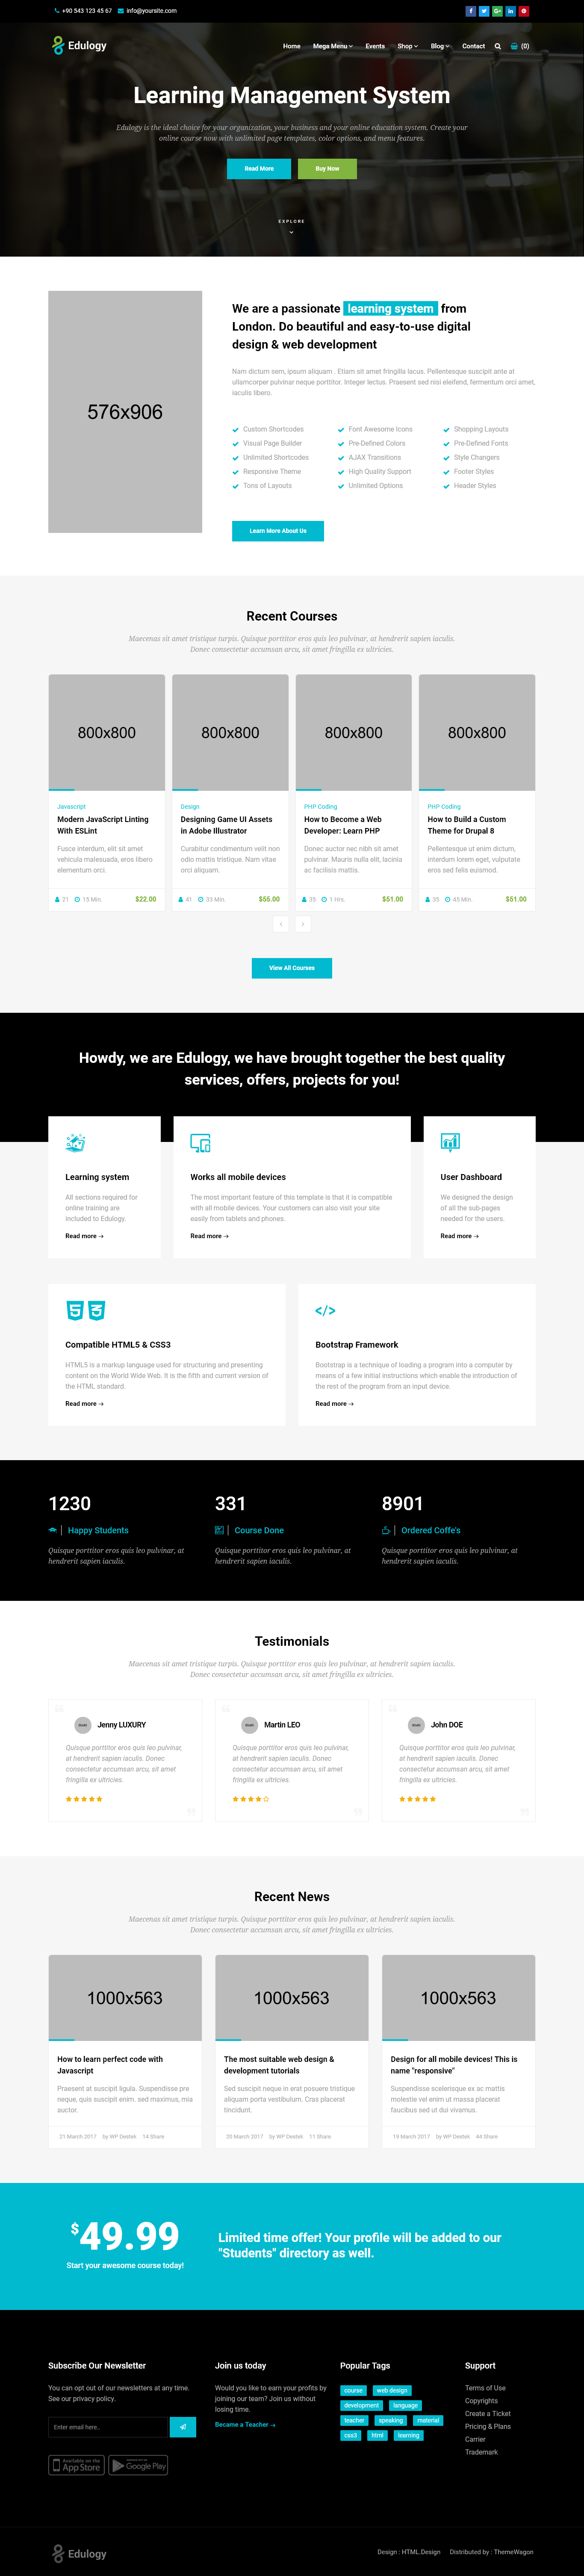 +90 543 123 45 67 info@yoursite.com
Edulogy
Home Mega Menu Events Shop Blog Contact (0)
Learning Management System
Edulogy is the ideal choice for your organization, your business and your online education system. Create your
online course now with unlimited page templates, color options, and menu features.
Read More Buy Now
EXPLORE
576x906
We are a passionate learning system from
London. Do beautiful and easy-to-use digital
design & web development
Nam dictum sem, ipsum aliquam . Etiam sit amet fringilla lacus. Pellentesque suscipit ante at
ullamcorper pulvinar neque porttitor. Integer lectus. Praesent sed nisi eleifend, fermentum orci amet,
iaculis libero.
Custom Shortcodes Font Awesome Icons Shopping Layouts
Visual Page Builder Pre-Defined Colors Pre-Defined Fonts
Unlimited Shortcodes AJAX Transitions Style Changers
Responsive Theme High Quality Support Footer Styles
Tons of Layouts Unlimited Options Header Styles
Learn More About Us
Recent Courses
Maecenas sit amet tristique turpis. Quisque porttitor eros quis leo pulvinar, at hendrerit sapien iaculis.
Donec consectetur accumsan arcu, sit amet fringilla ex ultricies.
800x800 800x800 800x800 800x800
Javascript
Modern JavaScript Linting
With ESLint
Fusce interdum, elit sit amet
vehicula malesuada, eros libero
elementum orci.
21 15 Min. $22.00
Design
Designing Game UI Assets
in Adobe Illustrator
Curabitur condimentum velit non
odio mattis tristique. Nam vitae
orci aliquam.
41 33 Min. $55.00
PHP Coding
How to Become a Web
Developer: Learn PHP
Donec auctor nec nibh sit amet
pulvinar. Mauris nulla elit, lacinia
ac facilisis mattis.
35 1 Hrs. $51.00
PHP Coding
How to Build a Custom
Theme for Drupal 8
Pellentesque ut enim dictum,
interdum lorem eget, vulputate
eros sed felis euismod.
35 45 Min. $51.00
View All Courses
Howdy, we are Edulogy, we have brought together the best quality
services, offers, projects for you!
Learning system
All sections required for
online training are
included to Edulogy.
Read more
Works all mobile devices
The most important feature of this template is that it is compatible
with all mobile devices. Your customers can also visit your site
easily from tablets and phones.
Read more
User Dashboard
We designed the design
of all the sub-pages
needed for the users.
Read more
Compatible HTML5 & CSS3
HTML5 is a markup language used for structuring and presenting
content on the World Wide Web. It is the fifth and current version of
the HTML standard.
Read more
Bootstrap Framework
Bootstrap is a technique of loading a program into a computer by
means of a few initial instructions which enable the introduction of
the rest of the program from an input device.
Read more
1230
Happy Students
Quisque porttitor eros quis leo pulvinar, at
hendrerit sapien iaculis.
331
Course Done
Quisque porttitor eros quis leo pulvinar, at
hendrerit sapien iaculis.
8901
Ordered Coffe's
Quisque porttitor eros quis leo pulvinar, at
hendrerit sapien iaculis.
Testimonials
Maecenas sit amet tristique turpis. Quisque porttitor eros quis leo pulvinar, at hendrerit sapien iaculis.
Donec consectetur accumsan arcu, sit amet fringilla ex ultricies.
Jenny LUXURY
Quisque porttitor eros quis leo pulvinar,
at hendrerit sapien iaculis. Donec
consectetur accumsan arcu, sit amet
fringilla ex ultricies.
Martin LEO
Quisque porttitor eros quis leo pulvinar,
at hendrerit sapien iaculis. Donec
consectetur accumsan arcu, sit amet
fringilla ex ultricies.
John DOE
Quisque porttitor eros quis leo pulvinar,
at hendrerit sapien iaculis. Donec
consectetur accumsan arcu, sit amet
fringilla ex ultricies.
Recent News
Maecenas sit amet tristique turpis. Quisque porttitor eros quis leo pulvinar, at hendrerit sapien iaculis.
Donec consectetur accumsan arcu, sit amet fringilla ex ultricies.
1000x563 1000x563 1000x563
How to learn perfect code with
Javascript
Praesent at suscipit ligula. Suspendisse pre
neque, quis suscipit enim. sed maximus, mia
auctor.
21 March 2017 by WP Destek 14 Share
The most suitable web design &
development tutorials
Sed suscipit neque in erat posuere tristique
aliquam porta vestibulum. Cras placerat
tincidunt.
20 March 2017 by WP Destek 11 Share
Design for all mobile devices! This is
name "responsive"
Suspendisse scelerisque ex ac mattis
molestie vel enim ut massa placerat
faucibus sed ut dui vivamus.
19 March 2017 by WP Destek 44 Share
$49.99
Start your awesome course today!
Limited time offer! Your profile will be added to our
"Students" directory as well.
Subscribe Our Newsletter
You can opt out of our newsletters at any time.
See our privacy policy.
Enter email here..
Available on the
App Store
ANDROID APP ON
Google Play
Join us today
Would you like to earn your profits by
joining our team? Join us without
losing time.
Became a Teacher
Popular Tags
course web design
development language
teacher speaking material
css3 html learning
Support
Terms of Use
Copyrights
Create a Ticket
Pricing & Plans
Carrier
Trademark
Edulogy
Design : HTML.Design Distributed by : ThemeWagon